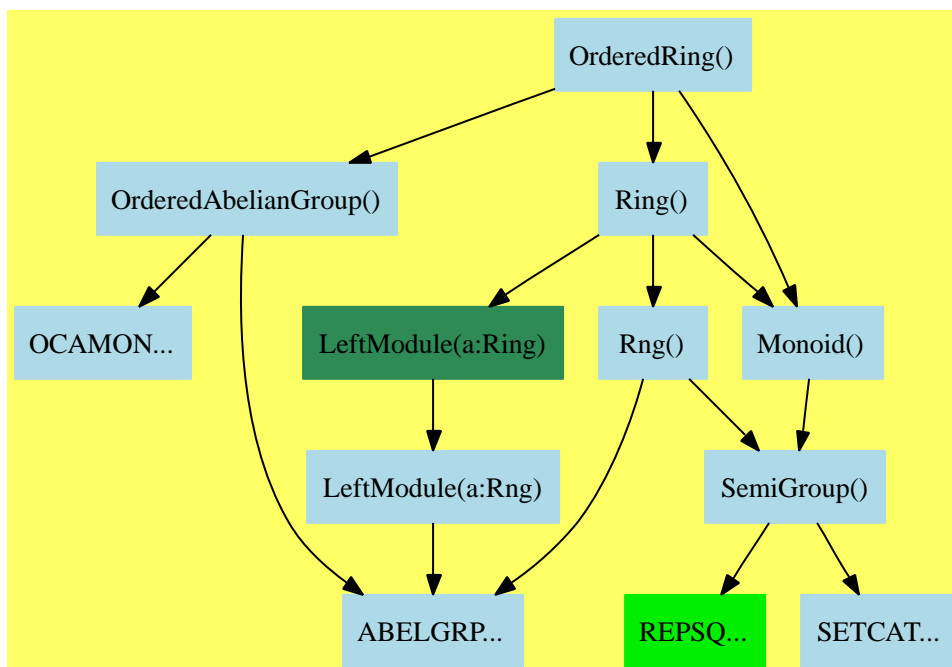 OrderedRing()
OrderedAbelianGroup()
Ring()
OCAMON...
LeftModule(a:Ring)
Rng()
Monoid()
LeftModule(a:Rng)
SemiGroup()
ABELGRP...
REPSQ...
SETCAT...